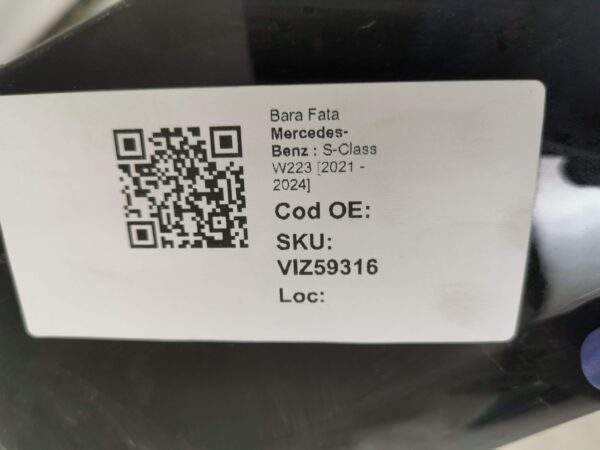 Bara Fata
Mercedes-
Benz : S-Class
W223 [2021 -
2024]
Cod OE:
SKU:
VIZ59316
Loc: